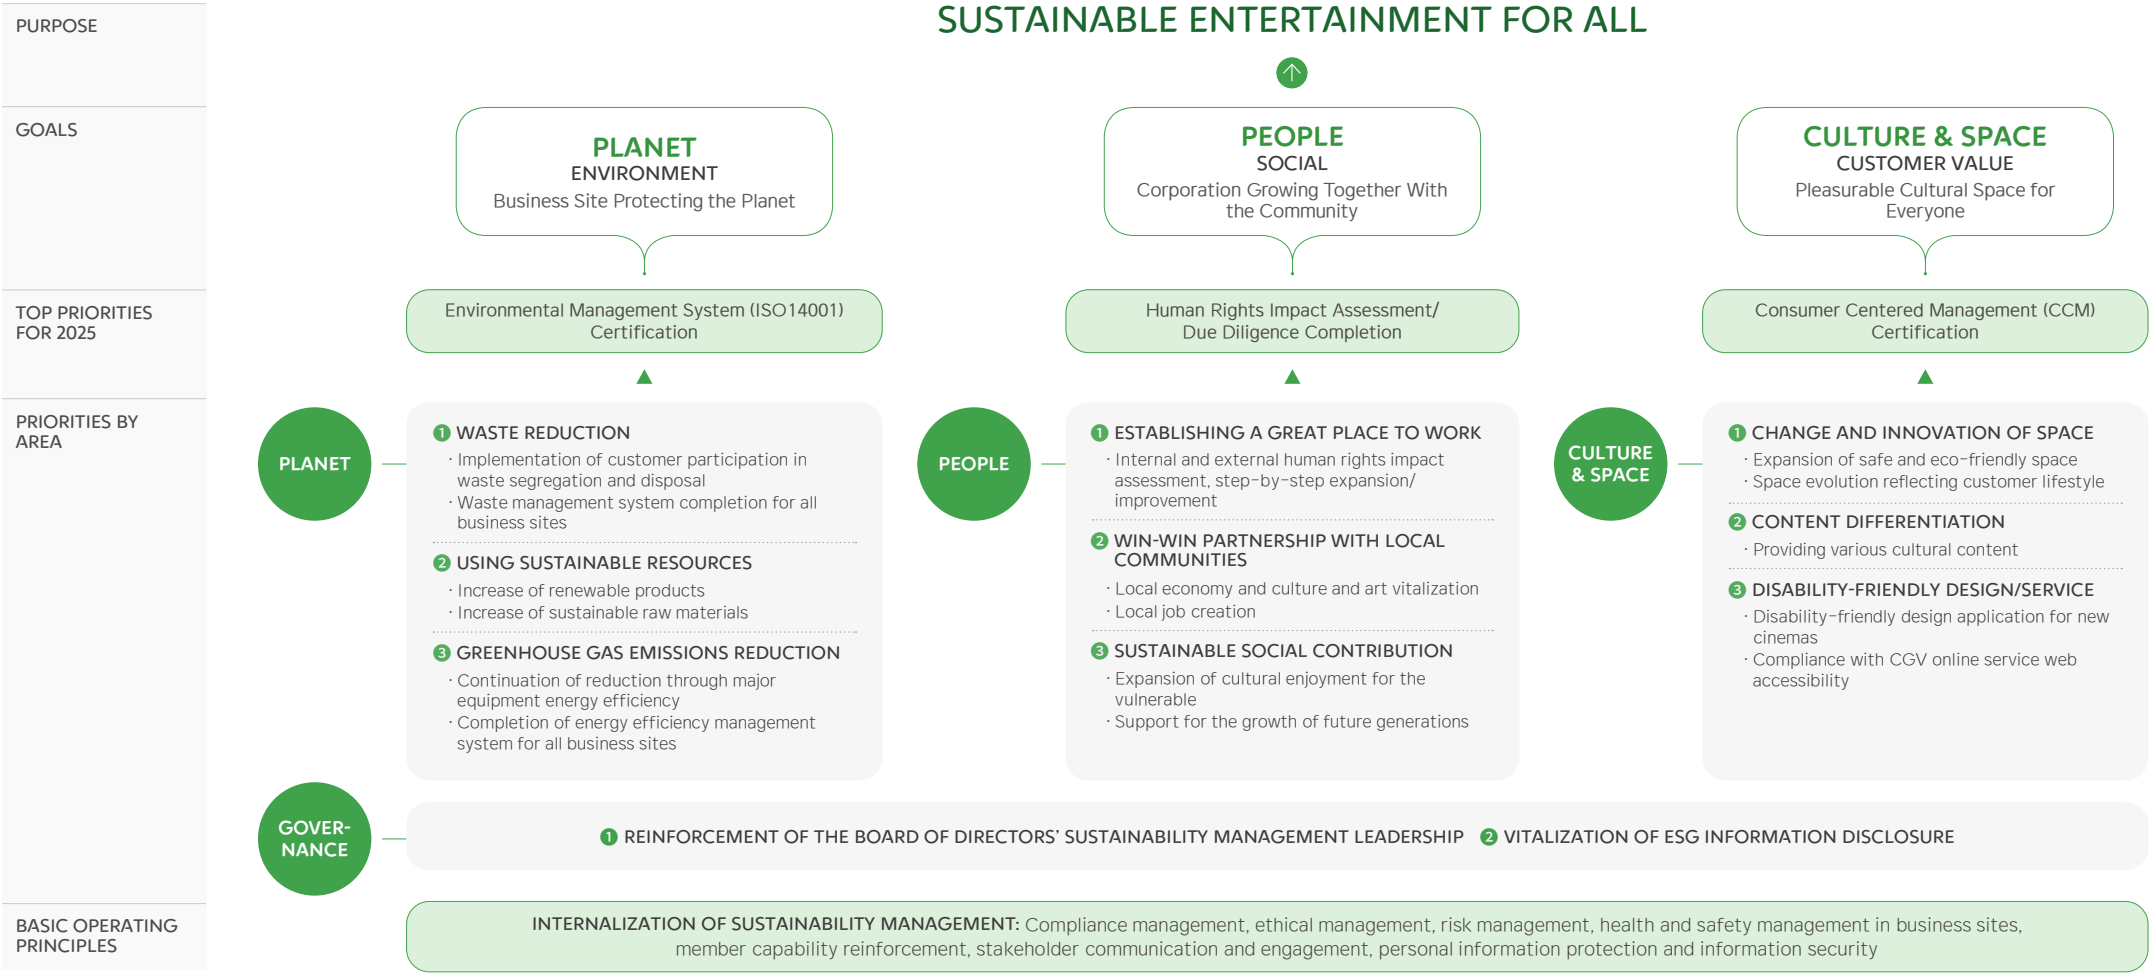 PURPOSE
SUSTAINABLE ENTERTAINMENT FOR ALL
GOALS
PLANET
ENVIRONMENT
Business Site Protecting the Planet
PEOPLE
SOCIAL
Corporation Growing Together With
the Community
CULTURE & SPACE
CUSTOMER VALUE
Pleasurable Cultural Space for
Everyone
TOP PRIORITIES
FOR 2025
Environmental Management System (ISO14001)
Certification
Human Rights Impact Assessment/
Due Diligence Completion
Consumer Centered Management (CCM)
Certification
PRIORITIES BY
AREA
PLANET
1 WASTE REDUCTION
· Implementation of customer participation in
waste segregation and disposal
· Waste management system completion for all
business sites
2 USING SUSTAINABLE RESOURCES
· Increase of renewable products
· Increase of sustainable raw materials
3 GREENHOUSE GAS EMISSIONS REDUCTION
· Continuation of reduction through major
equipment energy efficiency
· Completion of energy efficiency management
system for all business sites
PEOPLE
1 ESTABLISHING A GREAT PLACE TO WORK
· Internal and external human rights impact
assessment, step-by-step expansion/
improvement
2 WIN-WIN PARTNERSHIP WITH LOCAL
COMMUNITIES
· Local economy and culture and art vitalization
· Local job creation
3 SUSTAINABLE SOCIAL CONTRIBUTION
· Expansion of cultural enjoyment for the
vulnerable
· Support for the growth of future generations
CULTURE
& SPACE
1 CHANGE AND INNOVATION OF SPACE
· Expansion of safe and eco-friendly space
· Space evolution reflecting customer lifestyle
2 CONTENT DIFFERENTIATION
· Providing various cultural content
3 DISABILITY-FRIENDLY DESIGN/SERVICE
· Disability-friendly design application for new
cinemas
· Compliance with CGV online service web
accessibility
GOVER-
NANCE
1 REINFORCEMENT OF THE BOARD OF DIRECTORS' SUSTAINABILITY MANAGEMENT LEADERSHIP 2 VITALIZATION OF ESG INFORMATION DISCLOSURE
BASIC OPERATING
PRINCIPLES
INTERNALIZATION OF SUSTAINABILITY MANAGEMENT: Compliance management, ethical management, risk management, health and safety management in business sites,
member capability reinforcement, stakeholder communication and engagement, personal information protection and information security